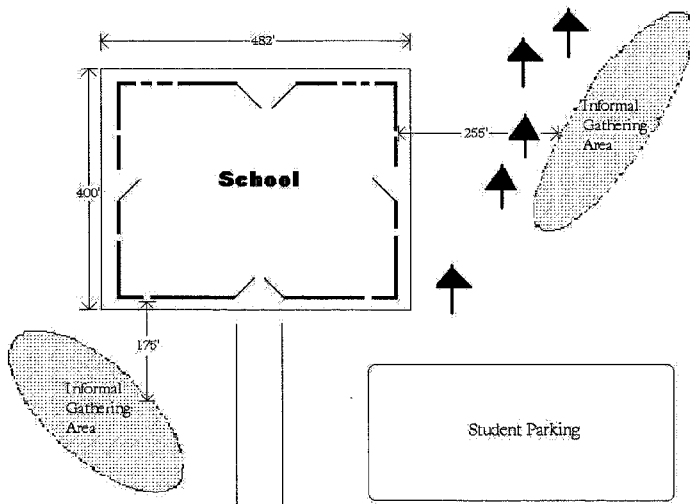 482'
Informal
Gathering
Area
255'
School
400'
175'
Informal
Gathering
Area
Student Parking